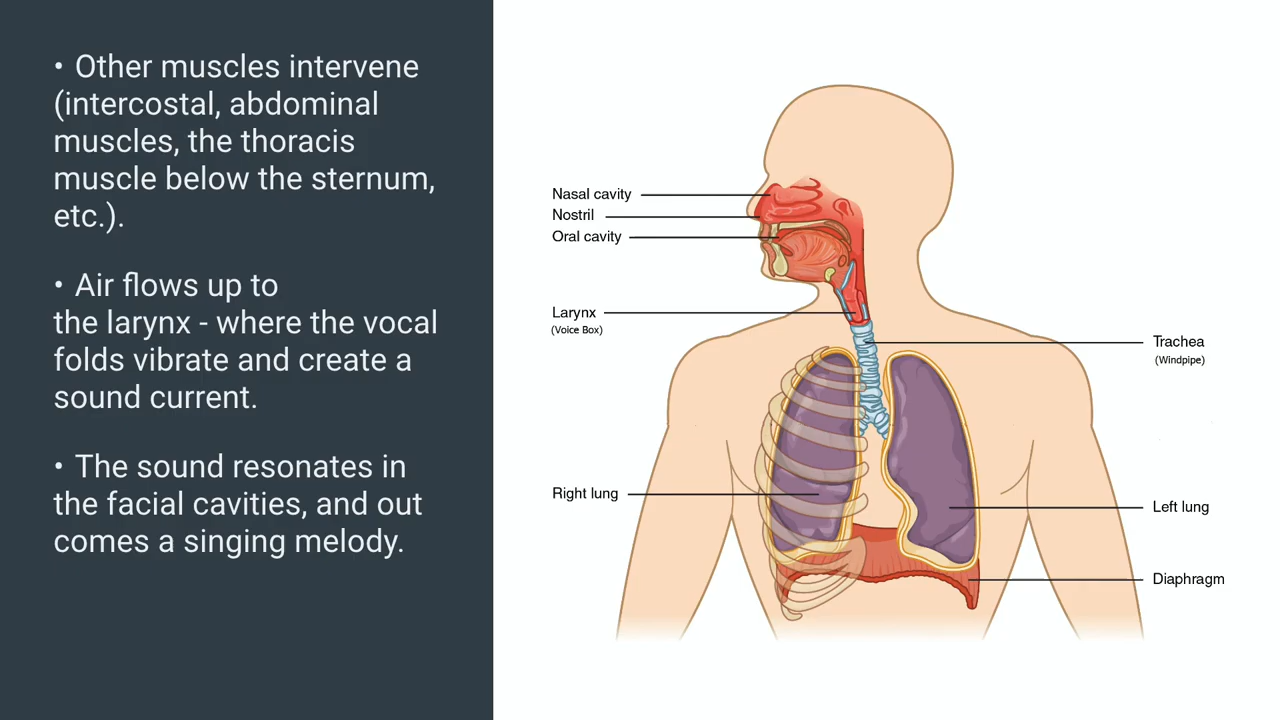 • Other muscles intervene
(intercostal, abdominal
muscles, the thoracis
muscle below the sternum,
etc.).
• Air flows up to
the larynx - where the vocal
folds vibrate and create a
sound current.
• The sound resonates in
the facial cavities, and out
comes a singing melody.
Nasal cavity
Nostril
Oral cavity
Larynx
(Voice Box)
Trachea
(Windpipe)
Right lung
Left lung
Diaphragm